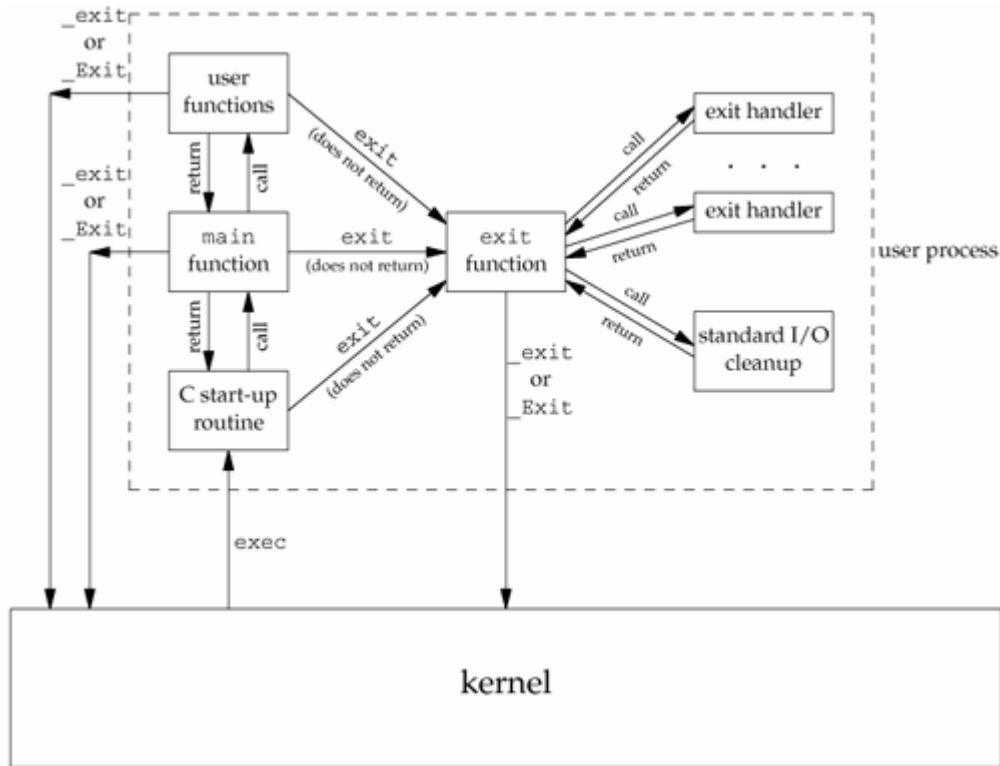 _exit
or
_Exit
user
functions
exit
(does not return)
exit handler
call
return
. . .
return
call
_exit
or
_Exit
main
function
exit
(does not return)
exit
function
call
return
exit handler
user process
return
call
exit
(does not return)
call
return
standard I/O
cleanup
C start-up
routine
_exit
or
_Exit
exec
kernel